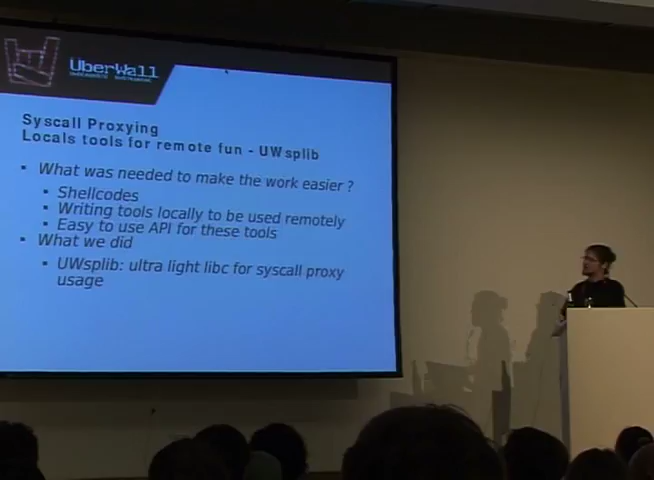 UberWall
Syscall Proxying
Locals tools for remote fun - UWsplib
What was needed to make the work easier ?
Shellcodes
Writing tools locally to be used remotely
Easy to use API for these tools
What we did
UWsplib: ultra light libc for syscall proxy
usage